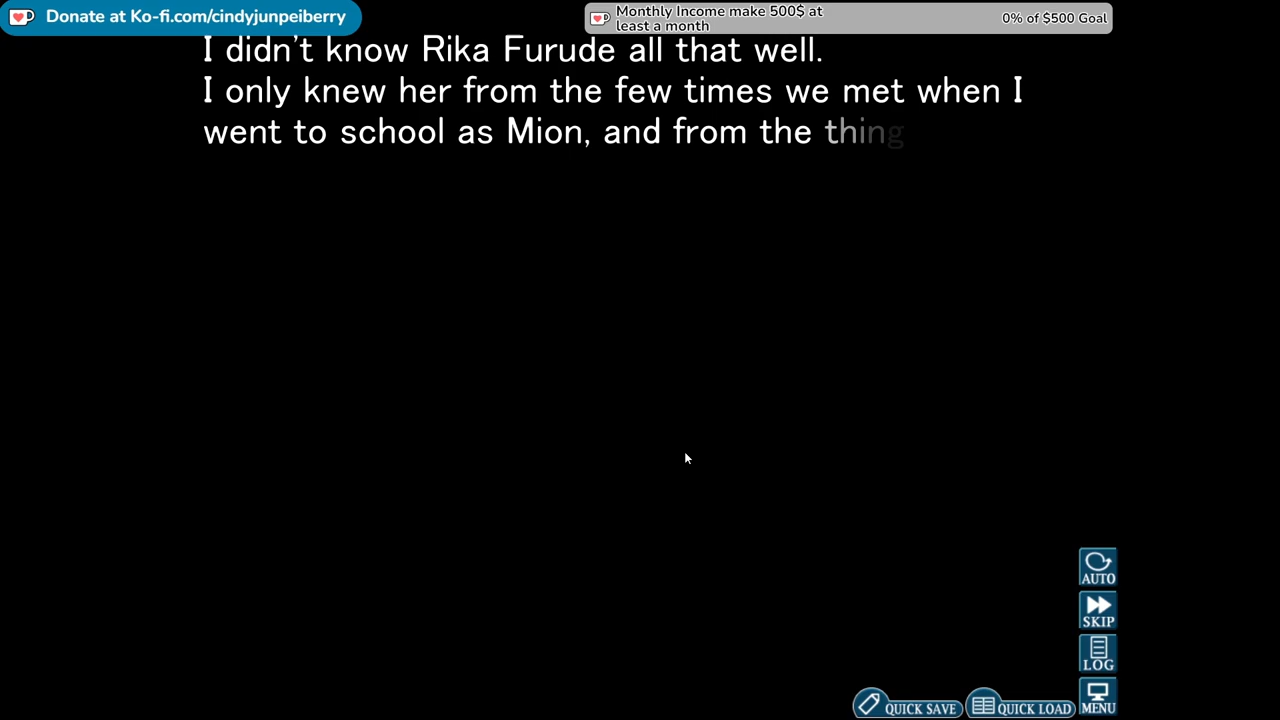 Donate at Ko-fi.com/cindyjunpeiberry
Monthly Income make 500$ at
least a month
0% of $500 Goal
I didn't know Rika Furude all that well.
I only knew her from the few times we met when I
went to school as Mion, and from the thing
AUTO
SKIP
LOG
MENU
QUICK SAVE
QUICK LOAD